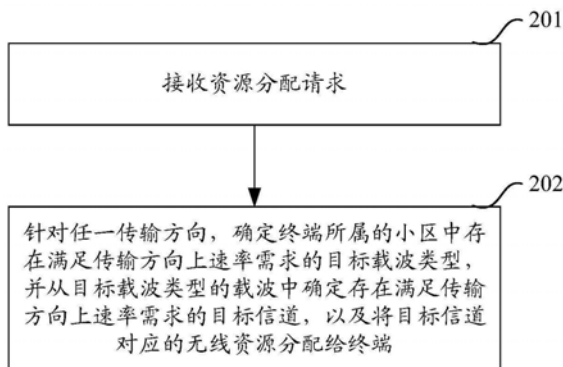 201
接收资源分配请求
202
针对任一传输方向，确定终端所属的小区中存
在满足传输方向上速率需求的目标载波类型，
并从目标载波类型的载波中确定存在满足传输
方向上速率需求的目标信道，以及将目标信道
对应的无线资源分配给终端